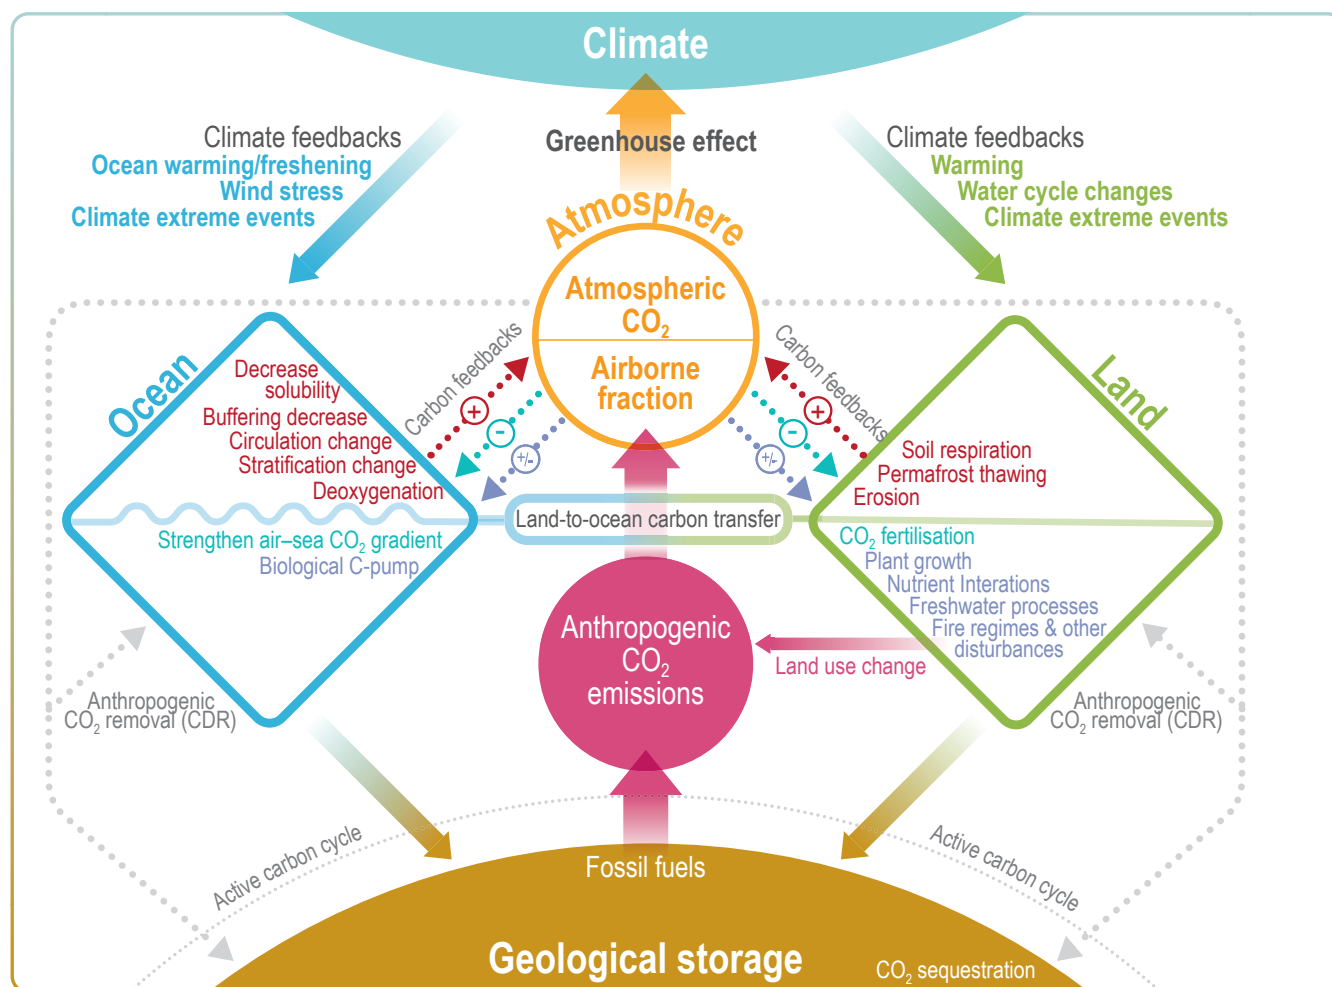 Climate
Greenhouse effect
Climate feedbacks
Ocean warming/freshening
Wind stress
Climate extreme events
Climate feedbacks
Warming
Water cycle changes
Climate extreme events
Atmosphere
Atmospheric
CO₂
Airborne
fraction
Carbon feedbacks
+
-
+/-
Carbon feedbacks
+
-
+/-
Ocean
Decrease
solubility
Buffering decrease
Circulation change
Stratification change
Deoxygenation
Strengthen air–sea CO₂ gradient
Biological C-pump
Land-to-ocean carbon transfer
Land
Soil respiration
Permafrost thawing
Erosion
CO₂ fertilisation
Plant growth
Nutrient Interations
Freshwater processes
Fire regimes & other
disturbances
Anthropogenic
CO₂
emissions
Land use change
Anthropogenic
CO₂ removal (CDR)
Anthropogenic
CO₂ removal (CDR)
Active carbon cycle
Active carbon cycle
Fossil fuels
Geological storage
CO₂ sequestration